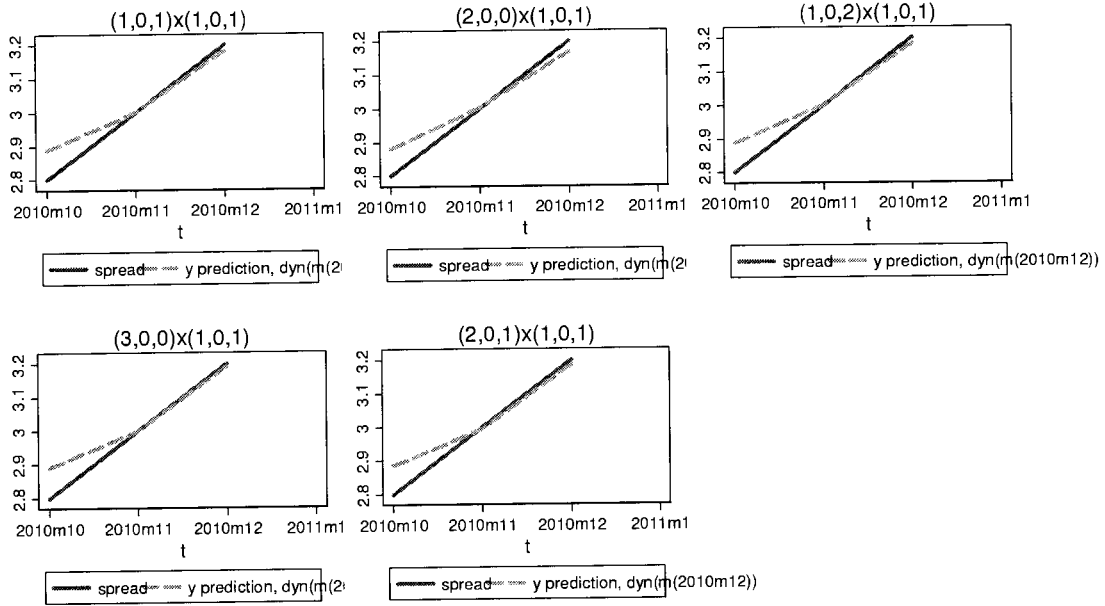 (1,0,1)x(1,0,1)
3.2
3.1
3
2.9
2.8
2010m10 2010m11 2010m12 2011m1
t
spread y prediction, dyn(m(2
(2,0,0)x(1,0,1)
3.2
3.1
3
2.9
2.8
2010m10 2010m11 2010m12 2011m1
t
spread y prediction, dyn(m(2
(1,0,2)x(1,0,1)
3.2
3.1
3
2.9
2.8
2010m10 2010m11 2010m12 2011m1
t
spread y prediction, dyn(m(2010m12))
(3,0,0)x(1,0,1)
3.2
3.1
3
2.9
2.8
2010m10 2010m11 2010m12 2011m1
t
spread y prediction, dyn(m(2
(2,0,1)x(1,0,1)
3.2
3.1
3
2.9
2.8
2010m10 2010m11 2010m12 2011m1
t
spread y prediction, dyn(m(2010m12))